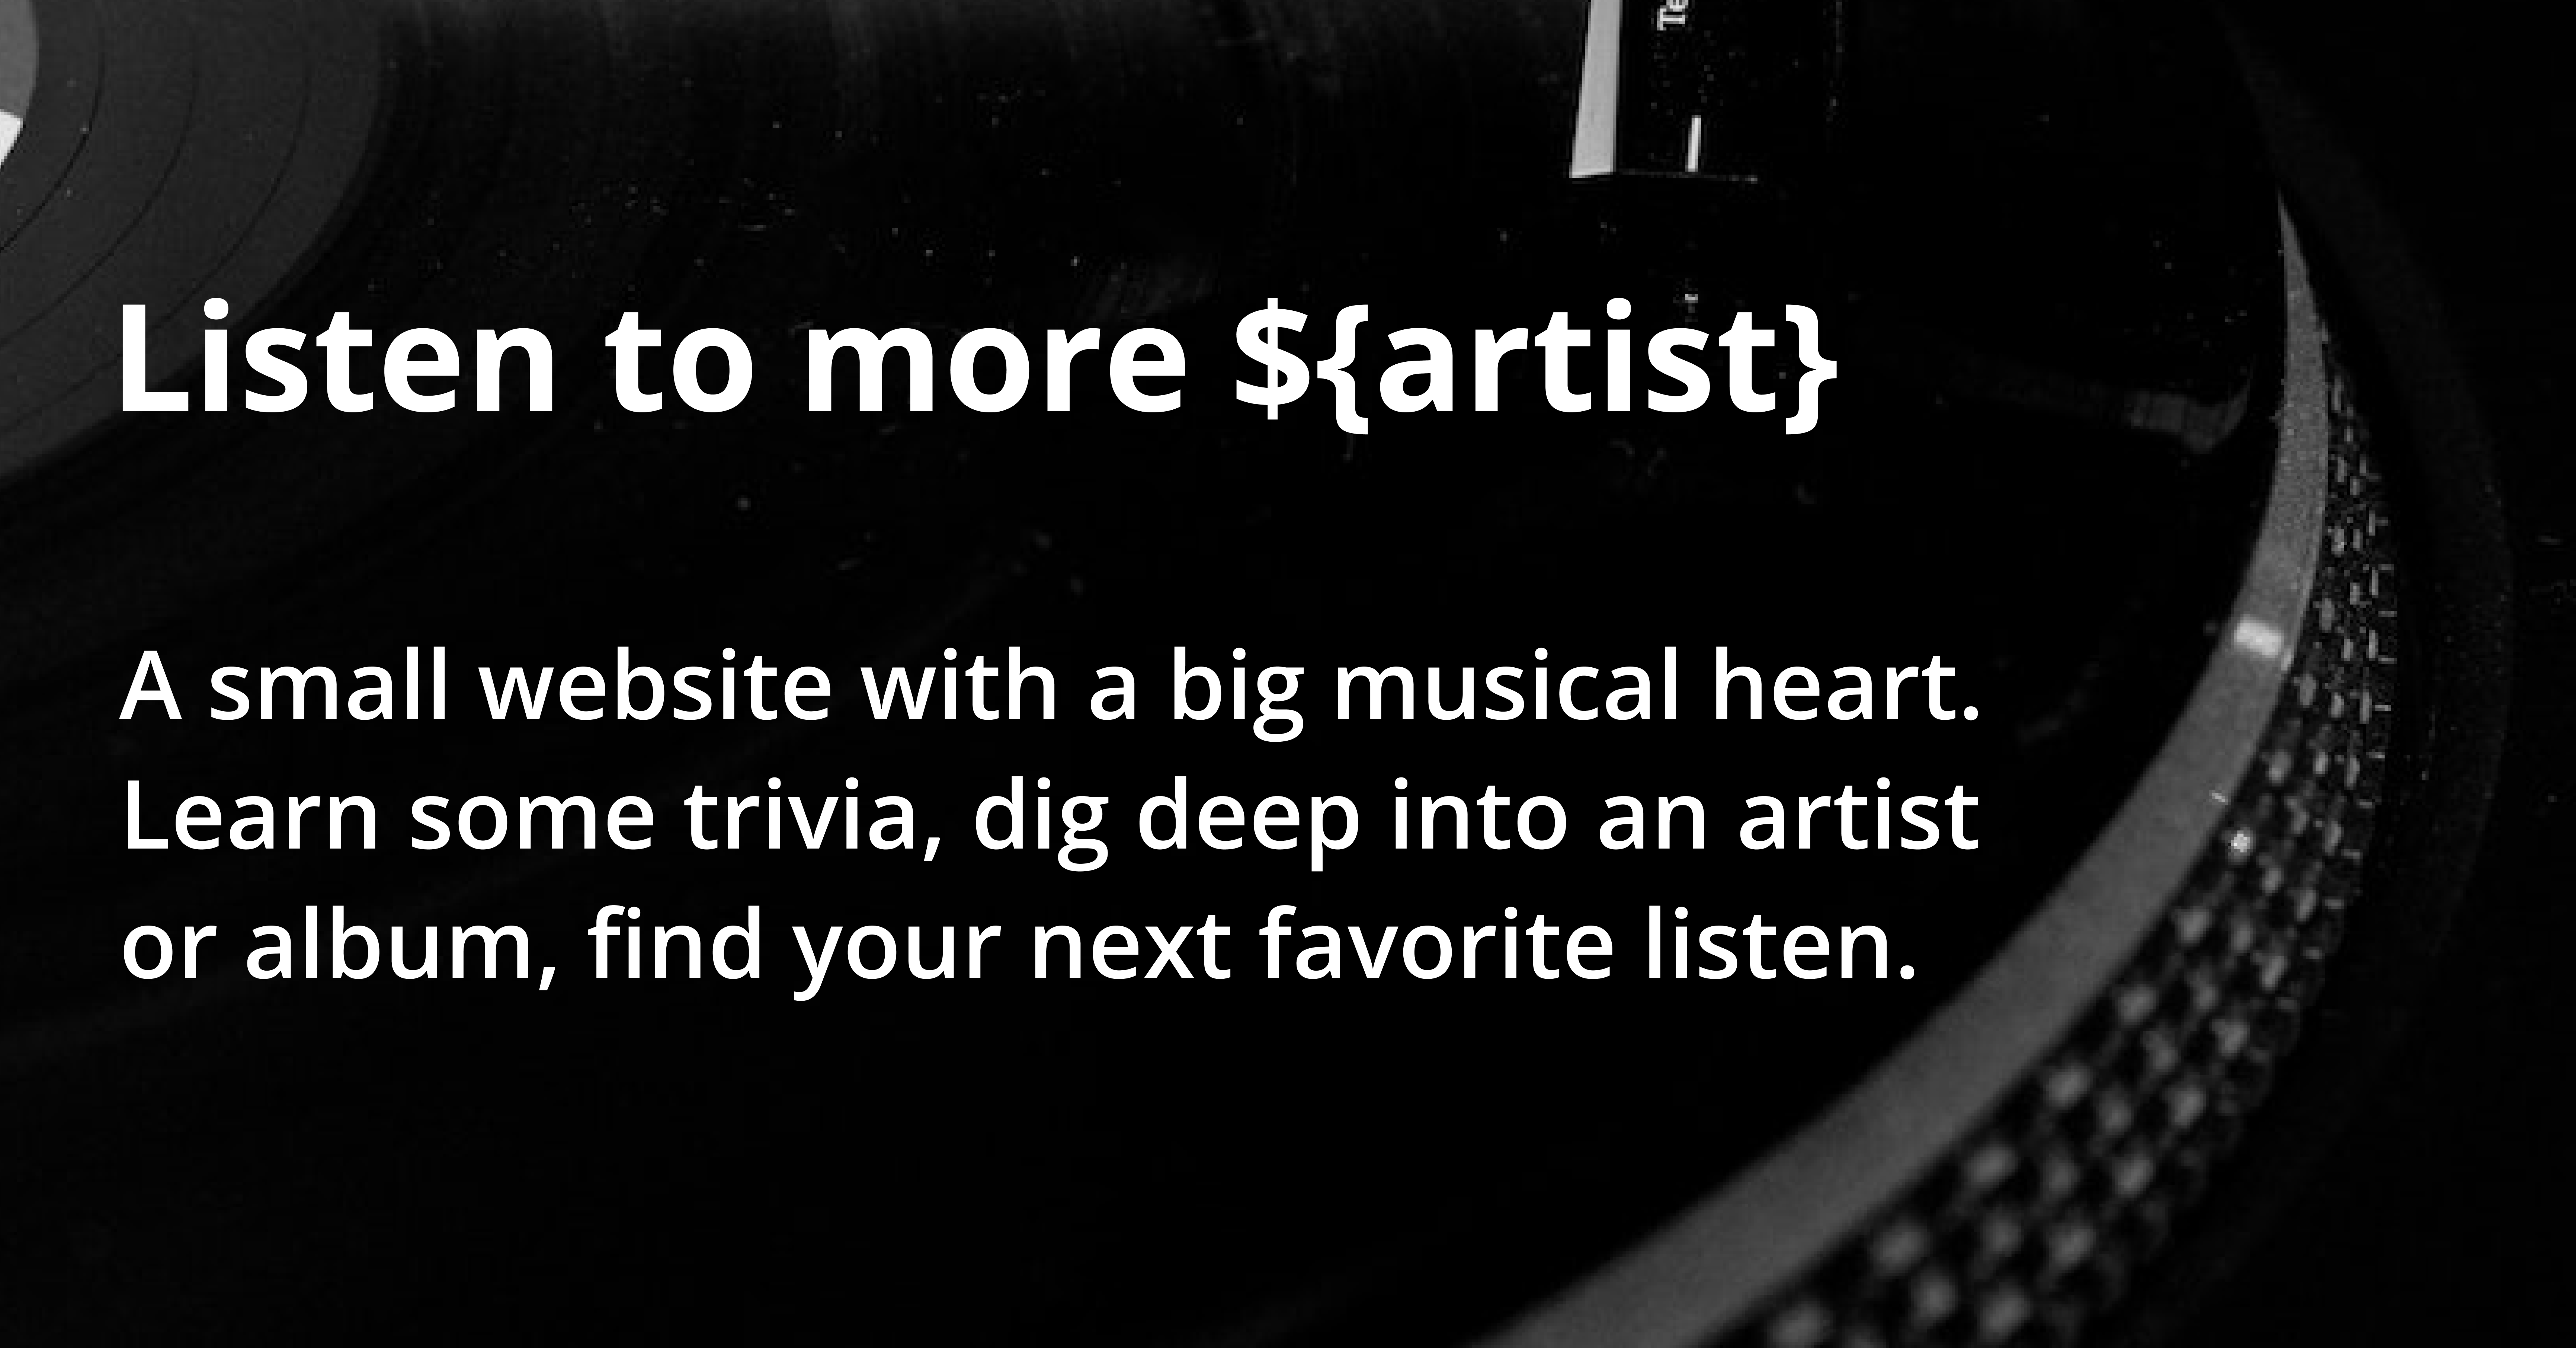 Listen to more ${artist}
A small website with a big musical heart.
Learn some trivia, dig deep into an artist
or album, find your next favorite listen.